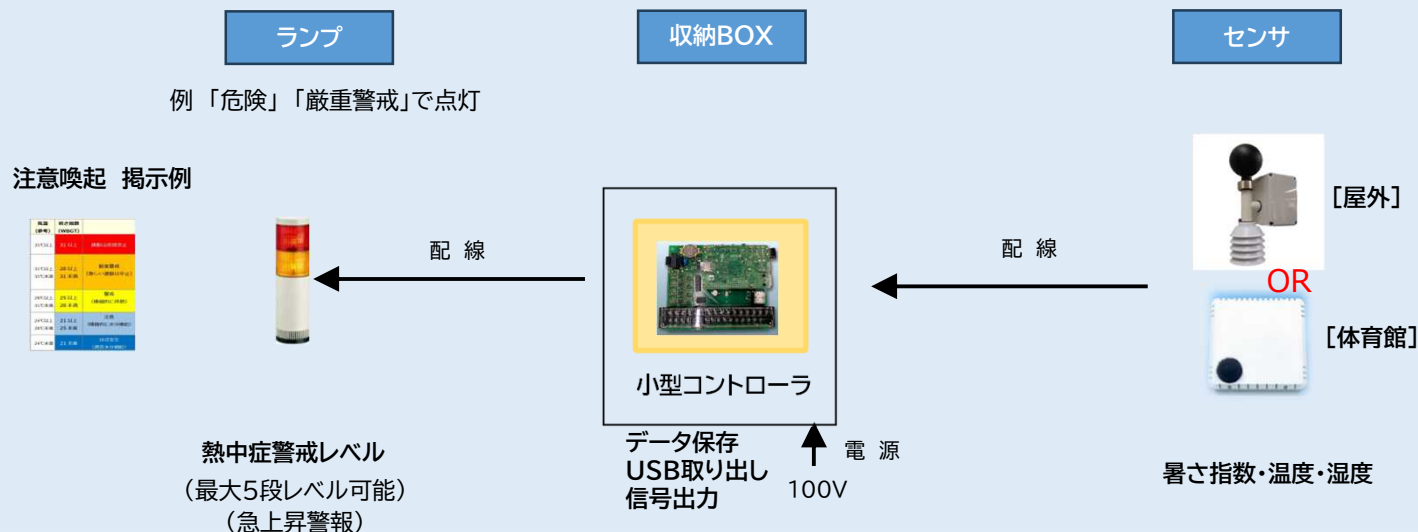 ランプ
収納BOX
センサ
例 「危険」 「厳重警戒」で点灯
注意喚起 掲示例
[屋外]
配 線
配 線
OR
[体育館]
小型コントローラ
熱中症警戒レベル
(最大5段レベル可能)
(急上昇警報)
データ保存
USB取り出し
信号出力
電 源
100V
暑さ指数・温度・湿度